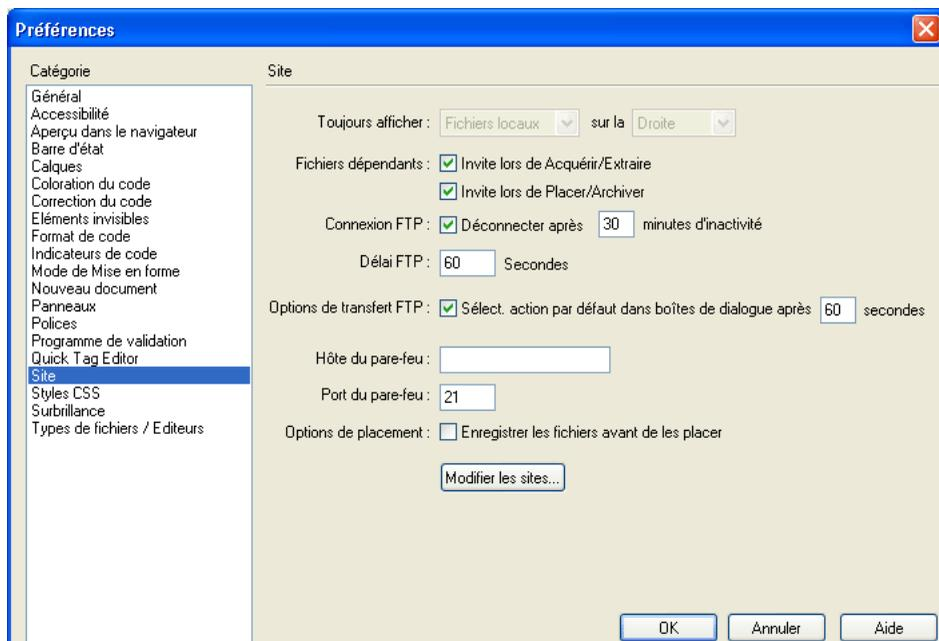 Préférences
Catégorie
Général
Accessibilité
Aperçu dans le navigateur
Barre d'état
Calques
Coloration du code
Correction du code
Eléments invisibles
Format de code
Indicateurs de code
Mode de Mise en forme
Nouveau document
Panneaux
Polices
Programme de validation
Quick Tag Editor
Site
Styles CSS
Surbrillance
Types de fichiers / Editeurs
Site
Toujours afficher : Fichiers locaux sur la Droite
Fichiers dépendants : Invite lors de Acquérir/Extraire
Invite lors de Placer/Archiver
Connexion FTP : Déconnecter après 30 minutes d'inactivité
Délai FTP : 60 Secondes
Options de transfert FTP : Sélect. action par défaut dans boîtes de dialogue après 60 secondes
Hôte du pare-feu :
Port du pare-feu : 21
Options de placement : Enregistrer les fichiers avant de les placer
Modifier les sites...
OK Annuler Aide